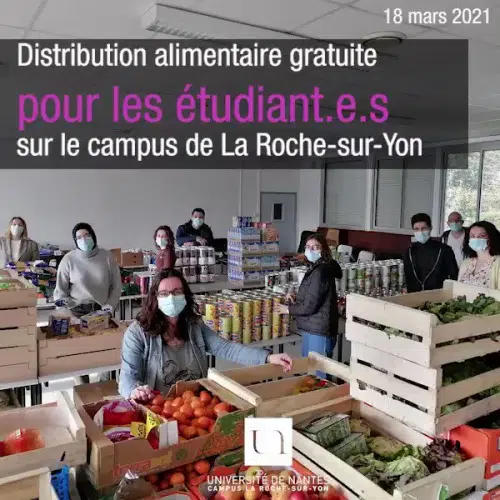 18 mars 2021
Distribution alimentaire gratuite
pour les étudiant.e.s
sur le campus de La Roche-sur-Yon
UNIVERSITÉ DE NANTES
CAMPUS LA ROCHE-SUR-YON